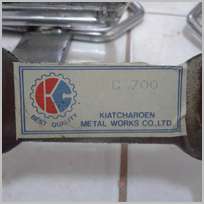 C 700
KC
BEST QUALITY
KIATCHAROEN
METAL WORKS CO.,LTD.